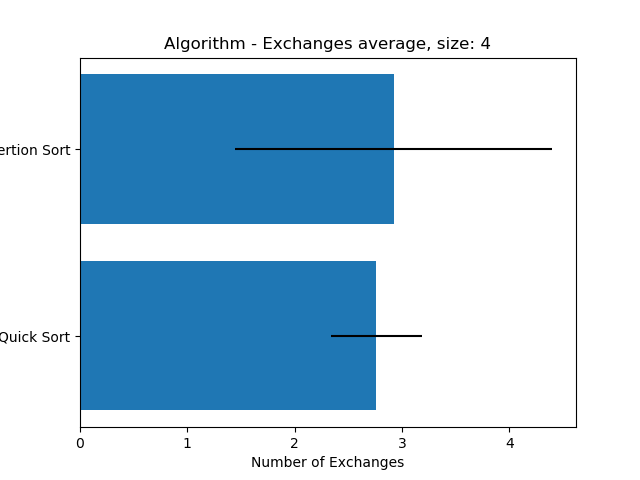 Algorithm - Exchanges average, size: 4
ertion Sort
Quick Sort
0 1 2 3 4
Number of Exchanges